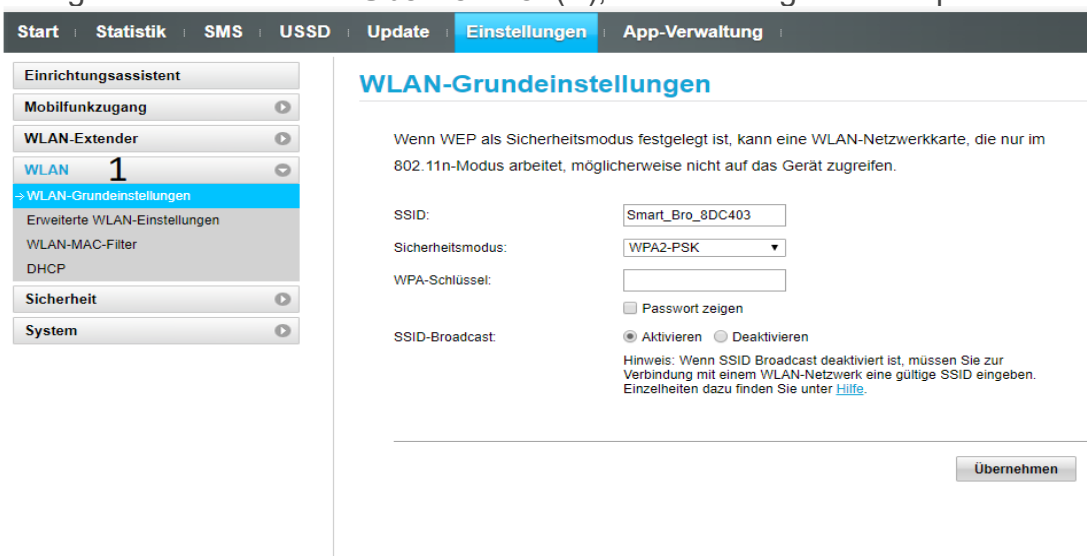 Start Statistik SMS USSD Update Einstellungen App-Verwaltung
Einrichtungsassistent
Mobilfunkzugang
WLAN-Extender
WLAN 1
WLAN-Grundeinstellungen
Erweiterte WLAN-Einstellungen
WLAN-MAC-Filter
DHCP
Sicherheit
System
WLAN-Grundeinstellungen
Wenn WEP als Sicherheitsmodus festgelegt ist, kann eine WLAN-Netzwerkkarte, die nur im
802.11n-Modus arbeitet, möglicherweise nicht auf das Gerät zugreifen.
SSID: Smart_Bro_8DC403
Sicherheitsmodus: WPA2-PSK
WPA-Schlüssel:
Passwort zeigen
SSID-Broadcast: Aktivieren Deaktivieren
Hinweis: Wenn SSID Broadcast deaktiviert ist, müssen Sie zur
Verbindung mit einem WLAN-Netzwerk eine gültige SSID eingeben.
Einzelheiten dazu finden Sie unter Hilfe.
Übernehmen